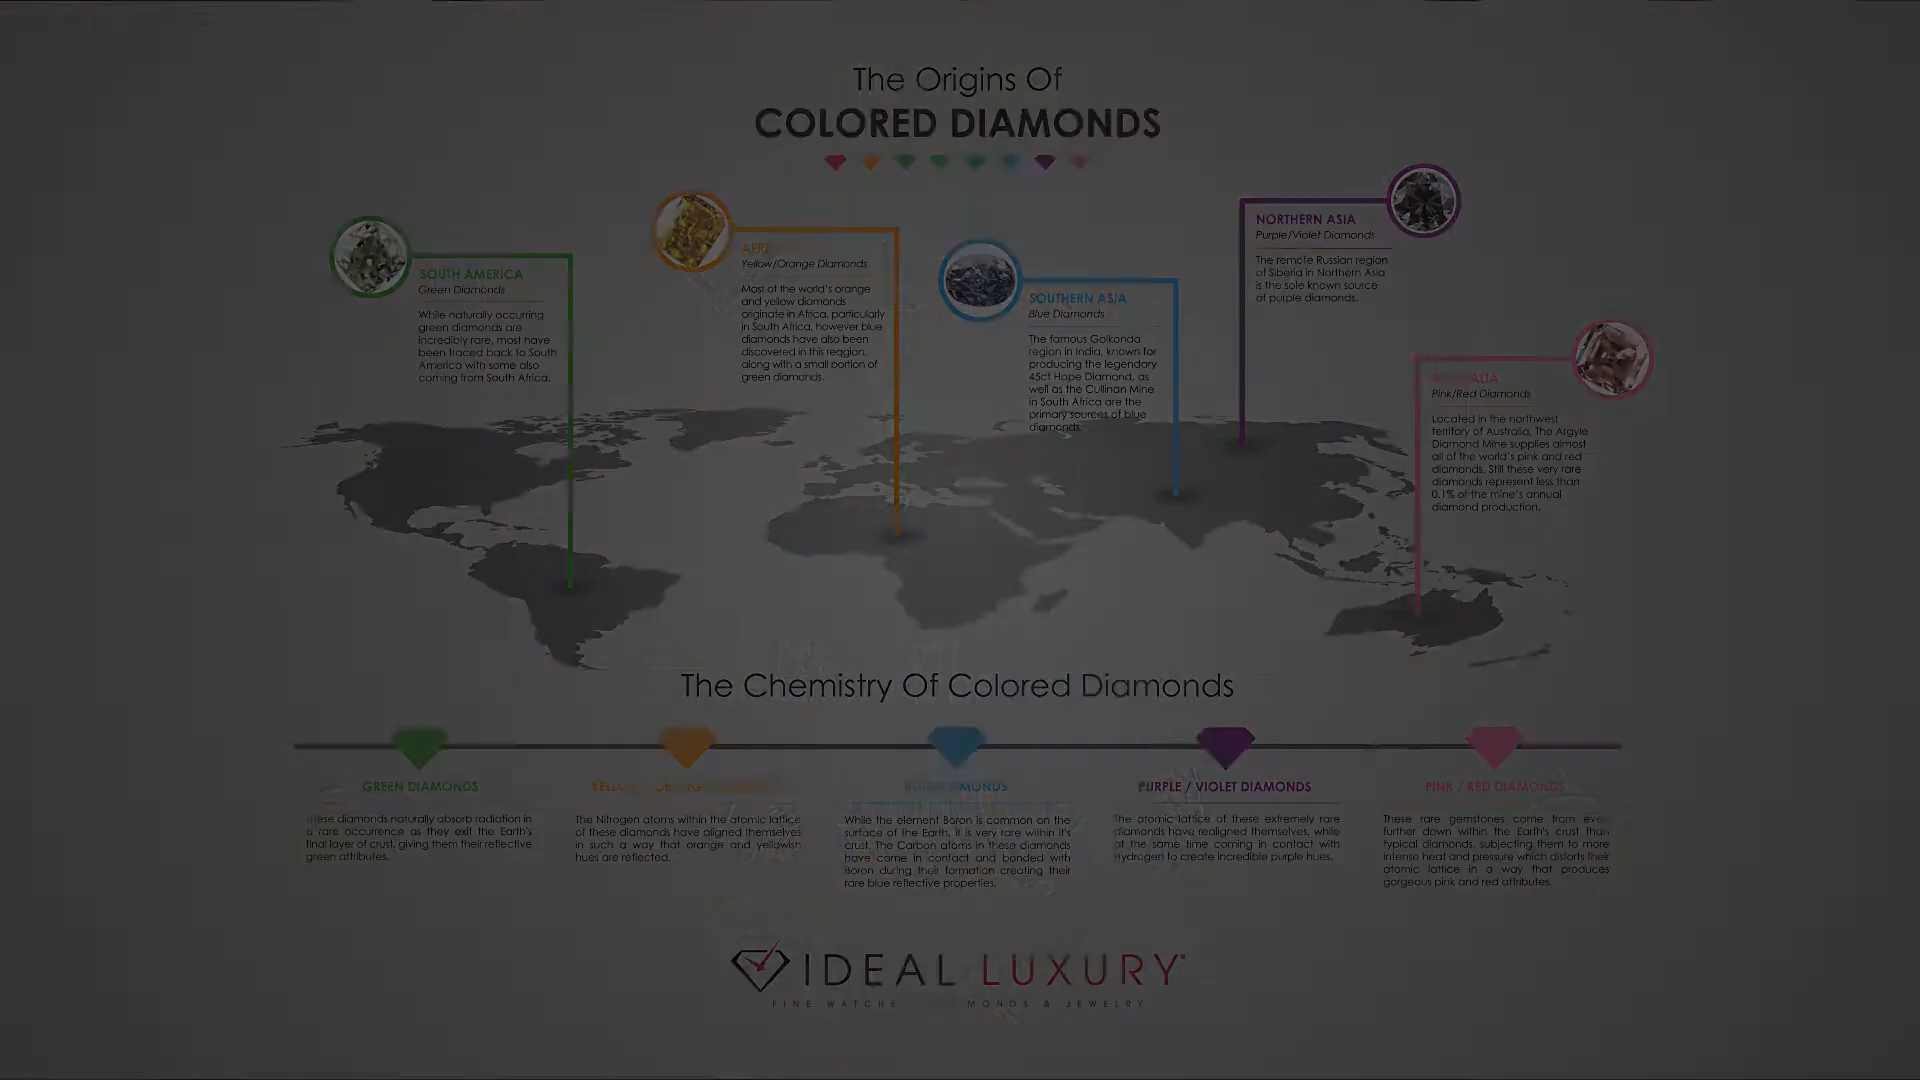 The Origins Of
COLORED DIAMONDS
SOUTH AMERICA
Green Diamonds
While naturally occurring
green diamonds are
incredibly rare, most have
been traced back to South
America with some also
coming from South Africa.
Yellow/Orange Diamonds
Most of the world's orange
and yellow diamonds
originate in Africa, particularly
in South Africa, however blue
diamonds have also been
discovered in this reqgion,
along with a small portion of
green diamonds.
SOUTHERN ASIA
Blue Diamonds
The famous Golkonda
region in India, known for
producing the legendary
45ct Hope Diamond, as
well as the Cullinan Mine
in South Africa are the
primary sources of blue
diamonds.
NORTHERN ASIA
Purple/Violet Diamonds
The remote Russian region
of Siberia in Northern Asia
is the sole known source
of purple diamonds.
Pink/Red Diamonds
Located in the northwest
territory of Australia, The Argyle
Diamond Mine supplies almost
all of the world's pink and red
diamonds. Still these very rare
diamonds represent less than
0.1% of the mine's annual
diamond production.
The Chemistry Of Colored Diamonds
GREEN DIAMONDS
These diamonds naturally absorb radiation in
a rare occurrence as they exit the Earth's
final layer of crust, giving them their reflective
green attributes.
The Nitrogen atoms within the atomic lattice
of these diamonds have aligned themselves
in such a way that orange and yellowish
hues are reflected.
While the element Boron is common on the
surface of the Earth, it is very rare within it's
crust. The Carbon atoms in these diamonds
have come in contact and bonded with
Boron during their formation creating their
rare blue reflective properties.
PURPLE / VIOLET DIAMONDS
The atomic lattice of these extremely rare
diamonds have realigned themselves, while
at the same time coming in contact with
Hydrogen to create incredible purple hues.
PINK / RED DIAMONDS
These rare gemstones come from even
further down within the Earth's crust than
typical diamonds, subjecting them to more
intense heat and pressure which distorts their
atomic lattice in a way that produces
gorgeous pink and red attributes.
IDEAL LUXURY
FINE & JEWELRY